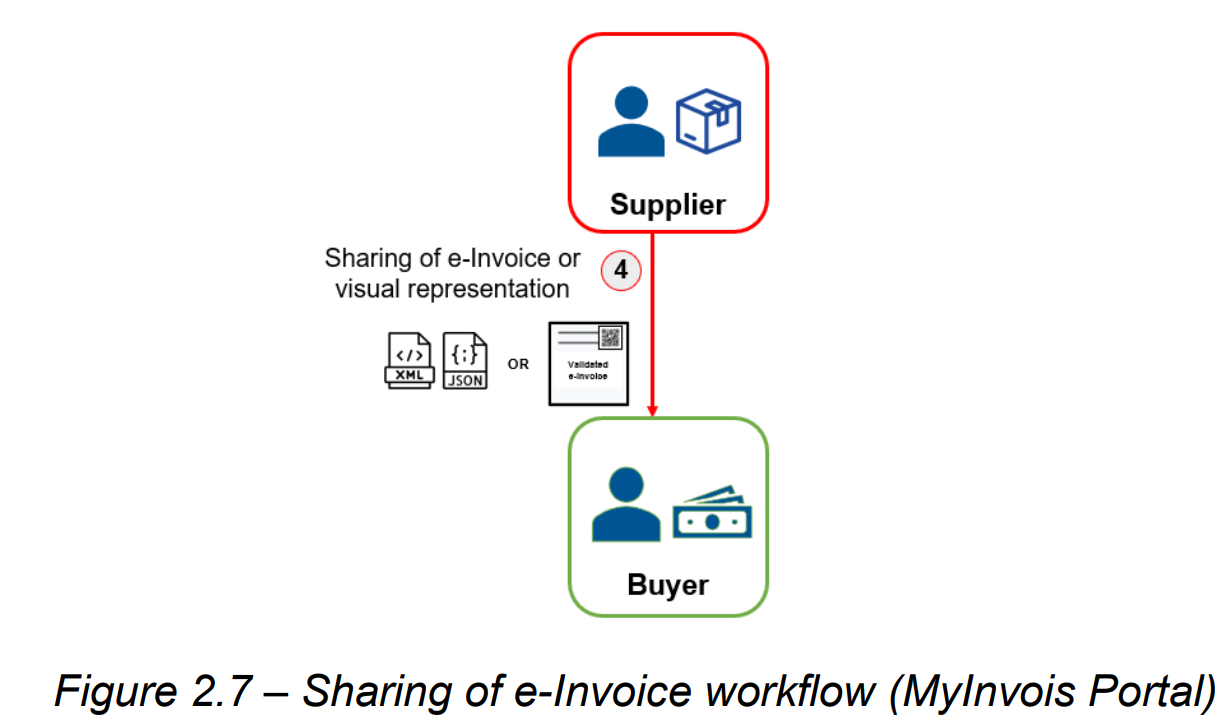 Supplier
Sharing of e-Invoice or
visual representation
4
</>
XML
{;}
JSON
OR
Validated
e-Invoice
Buyer
Figure 2.7 – Sharing of e-Invoice workflow (MyInvois Portal)